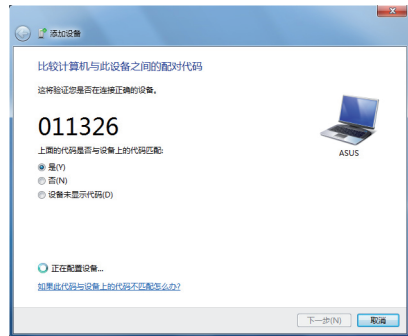 添加设备
比较计算机与此设备之间的配对代码
这将验证您是否在连接正确的设备。
011326
上面的代码是否与设备上的代码匹配:
是(Y)
否(N)
设备未显示代码(D)
ASUS
正在配置设备...
如果此代码与设备上的代码不匹配怎么办?
下一步(N)
取消